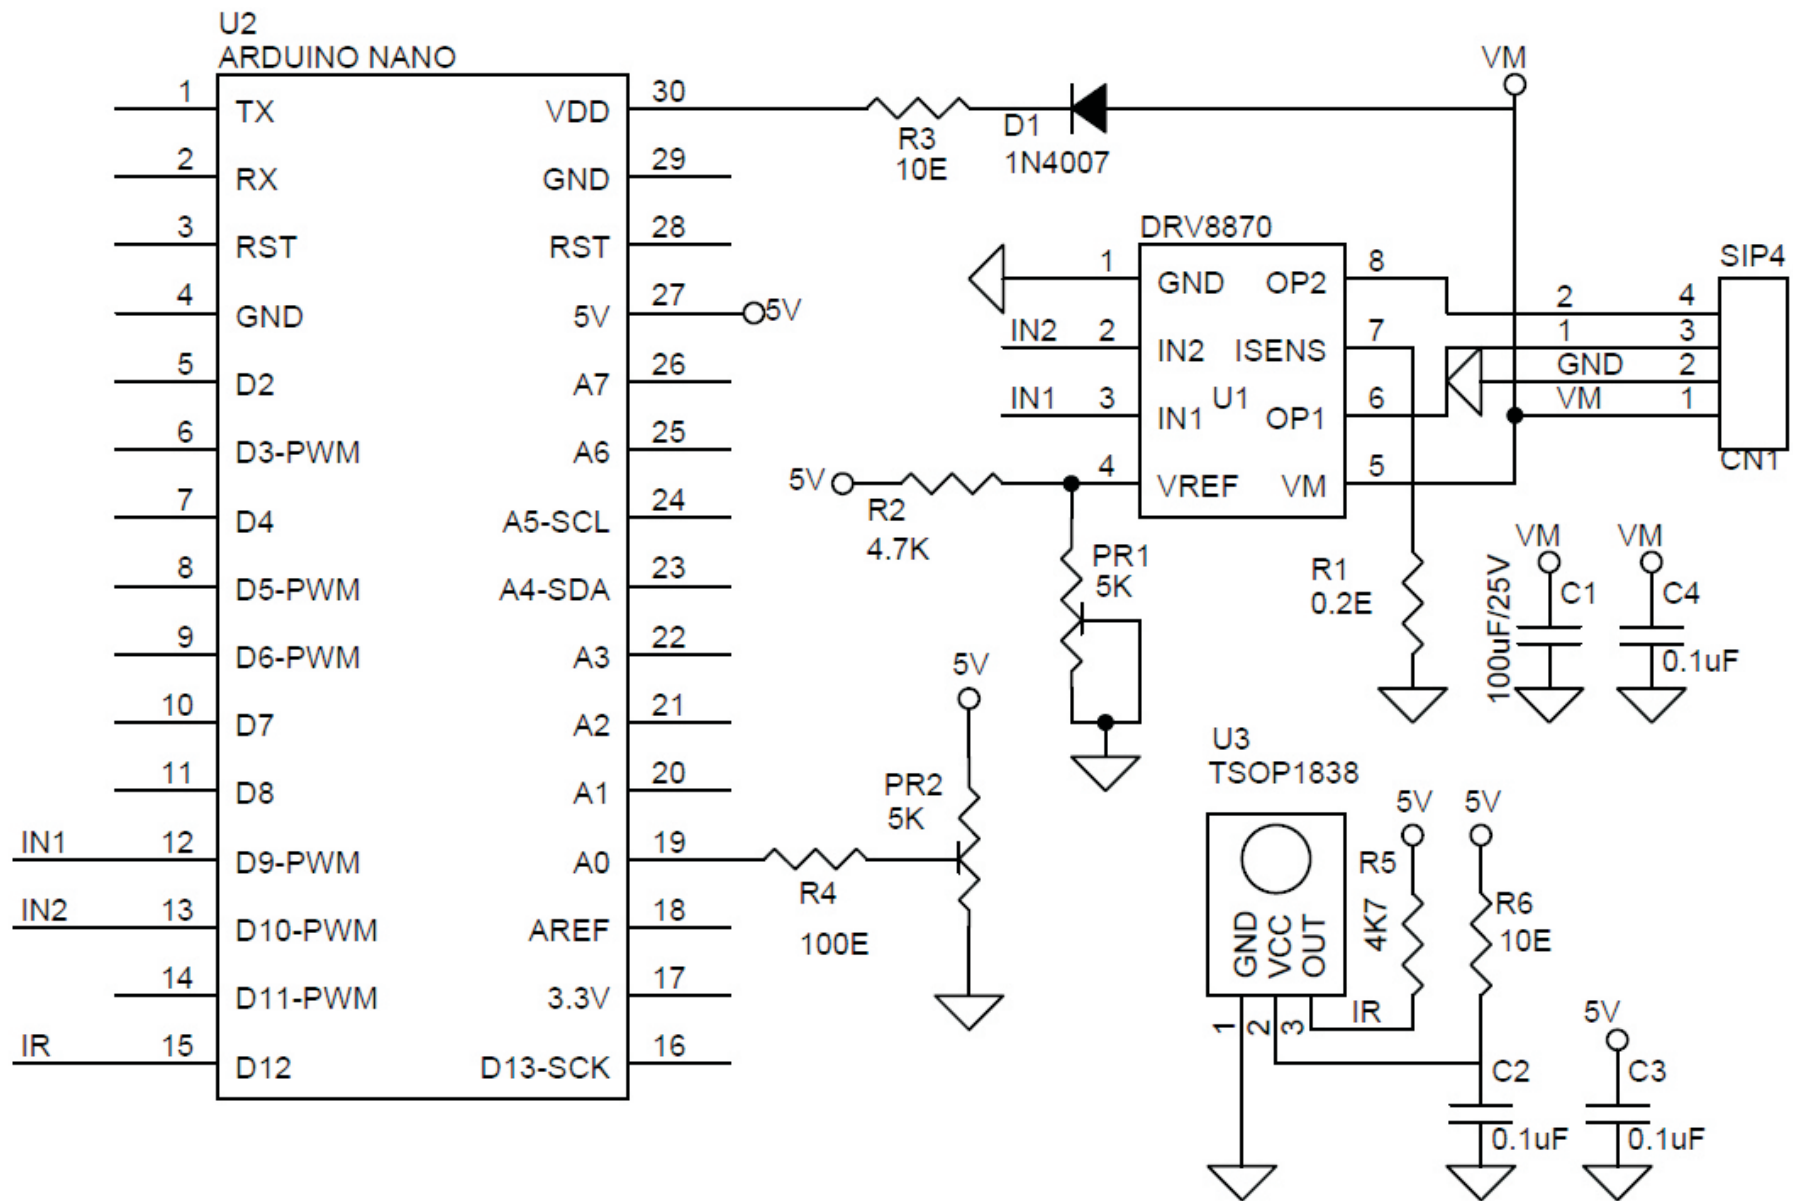 U2
ARDUINO NANO
1 TX VDD 30
2 RX GND 29
3 RST RST 28
4 GND 5V 27 5V
5 D2 A7 26
6 D3-PWM A6 25
7 D4 A5-SCL 24
8 D5-PWM A4-SDA 23
9 D6-PWM A3 22
10 D7 A2 21
11 D8 A1 20
IN1 12 D9-PWM A0 19
IN2 13 D10-PWM AREF 18
14 D11-PWM 3.3V 17
IR 15 D12 D13-SCK 16
R3
10E
D1
1N4007
VM
DRV8870
1 GND OP2 8
IN2 2 IN2 ISENS 7
IN1 3 IN1 U1 OP1 6
4 VREF VM 5
SIP4
2 4
1 3
GND 2
VM 1
CN1
5V
R2
4.7K
PR1
5K
R1
0.2E
VM
C1
100uF/25V
VM
C4
0.1uF
5V
PR2
5K
R4
100E
U3
TSOP1838
GND
VCC
OUT
1
2
3
IR
5V
R5
4K7
5V
R6
10E
C2
0.1uF
5V
C3
0.1uF